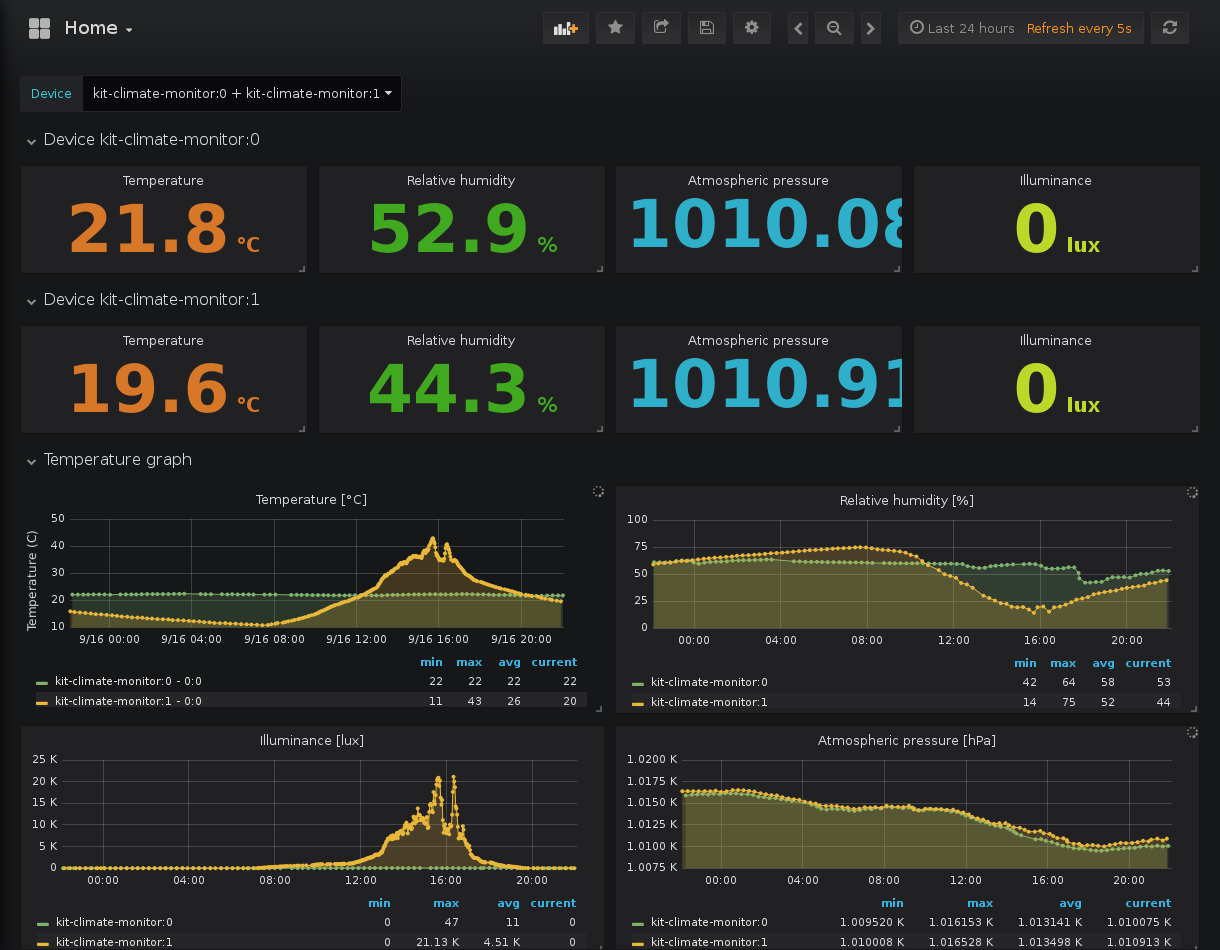 Home
Last 24 hours Refresh every 5s
Device kit-climate-monitor:0 + kit-climate-monitor:1
Device kit-climate-monitor:0
Temperature Relative humidity Atmospheric pressure Illuminance
21.8 °C 52.9 % 1010.08 0 lux
Device kit-climate-monitor:1
Temperature Relative humidity Atmospheric pressure Illuminance
19.6 °C 44.3 % 1010.91 0 lux
Temperature graph
Temperature [°C]
Temperature (C)
50
40
30
20
10
9/16 00:00 9/16 04:00 9/16 08:00 9/16 12:00 9/16 16:00 9/16 20:00
min max avg current
kit-climate-monitor:0 - 0:0 22 22 22 22
kit-climate-monitor:1 - 0:0 11 43 26 20
Relative humidity [%]
100
75
50
25
0
00:00 04:00 08:00 12:00 16:00 20:00
min max avg current
kit-climate-monitor:0 42 64 58 53
kit-climate-monitor:1 14 75 52 44
Illuminance [lux]
25 K
20 K
15 K
10 K
5 K
0
00:00 04:00 08:00 12:00 16:00 20:00
min max avg current
kit-climate-monitor:0 0 47 11 0
kit-climate-monitor:1 0 21.13 K 4.51 K 0
Atmospheric pressure [hPa]
1.0200 K
1.0175 K
1.0150 K
1.0125 K
1.0100 K
1.0075 K
00:00 04:00 08:00 12:00 16:00 20:00
min max avg current
kit-climate-monitor:0 1.009520 K 1.016153 K 1.013141 K 1.010075 K
kit-climate-monitor:1 1.010008 K 1.016528 K 1.013498 K 1.010913 K